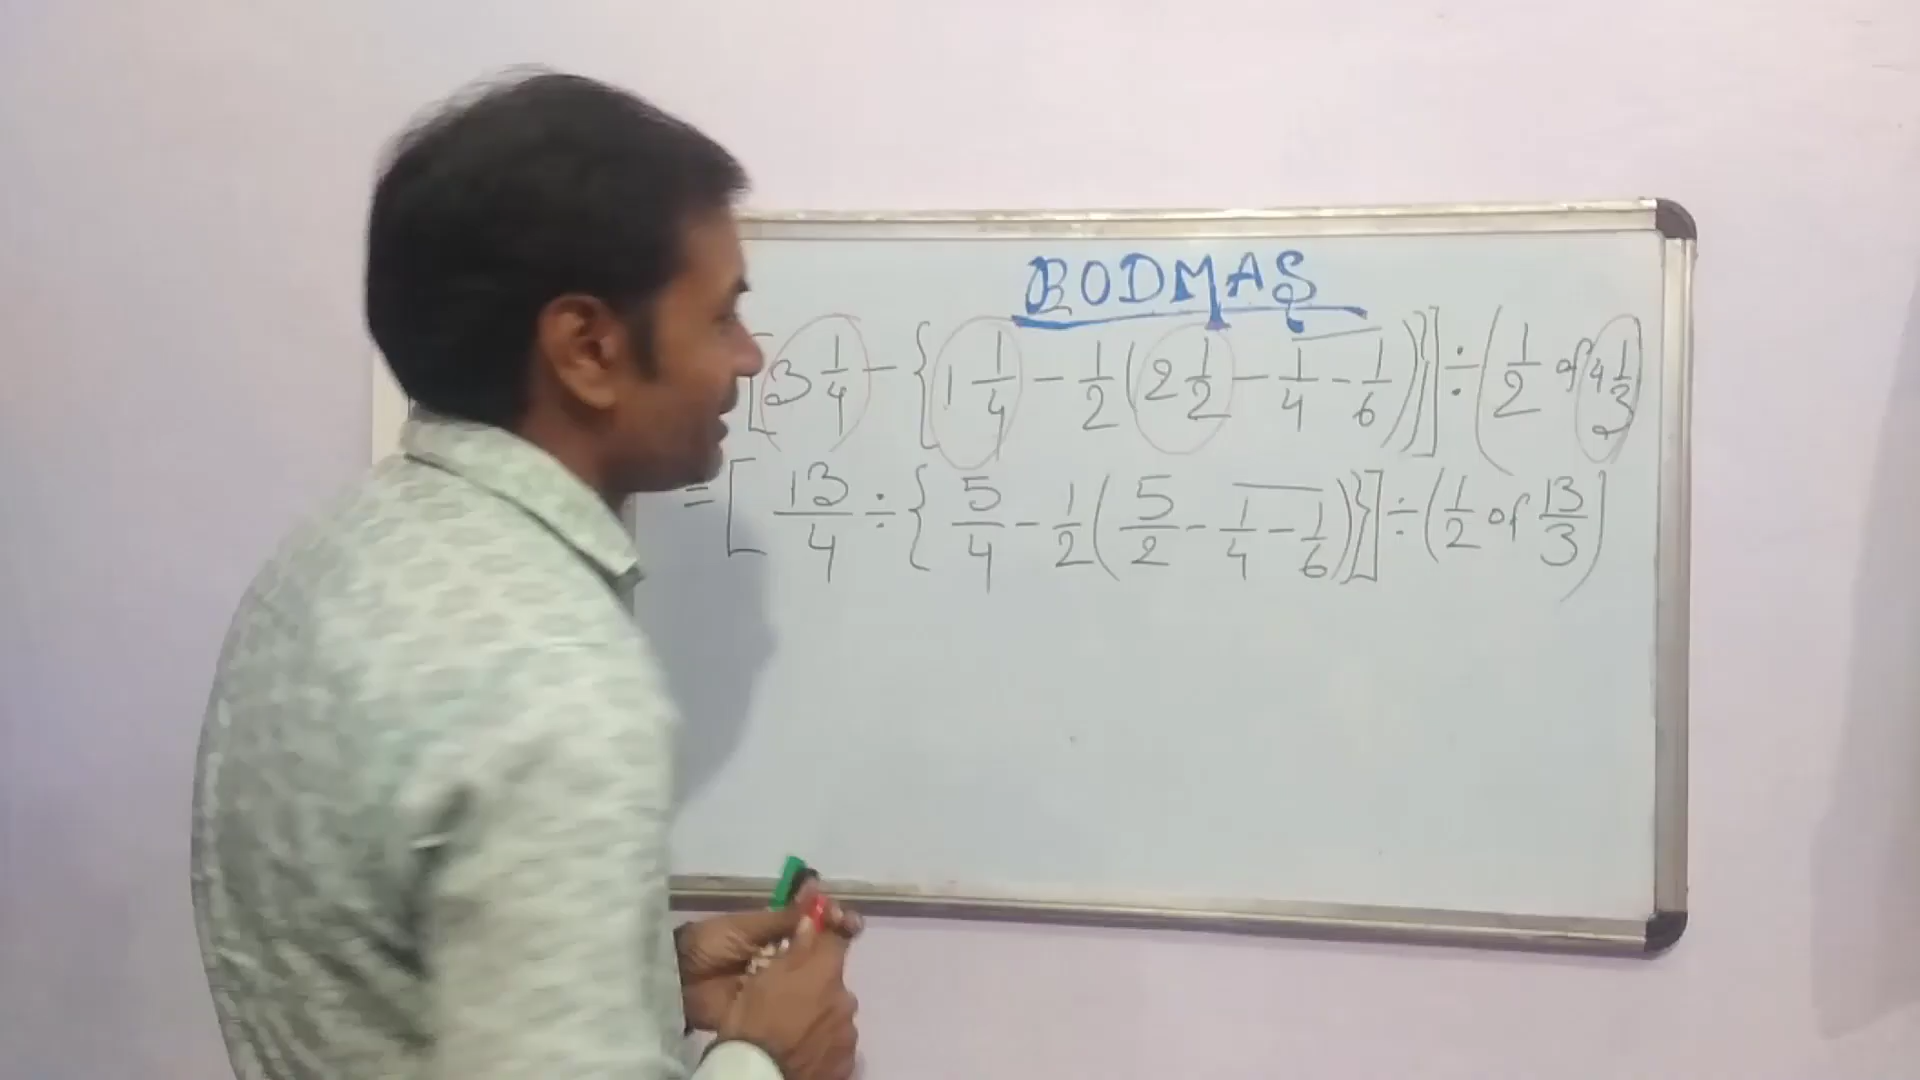 BODMAS
[3 1/4 - {1 1/4 - 1/2 (2 1/2 - 1/4 - 1/6)}] ÷ (1/2 of 4 1/3
= [13/4 ÷ {5/4 - 1/2 (5/2 - 1/4 - 1/6)}] ÷ (1/2 of 13/3)